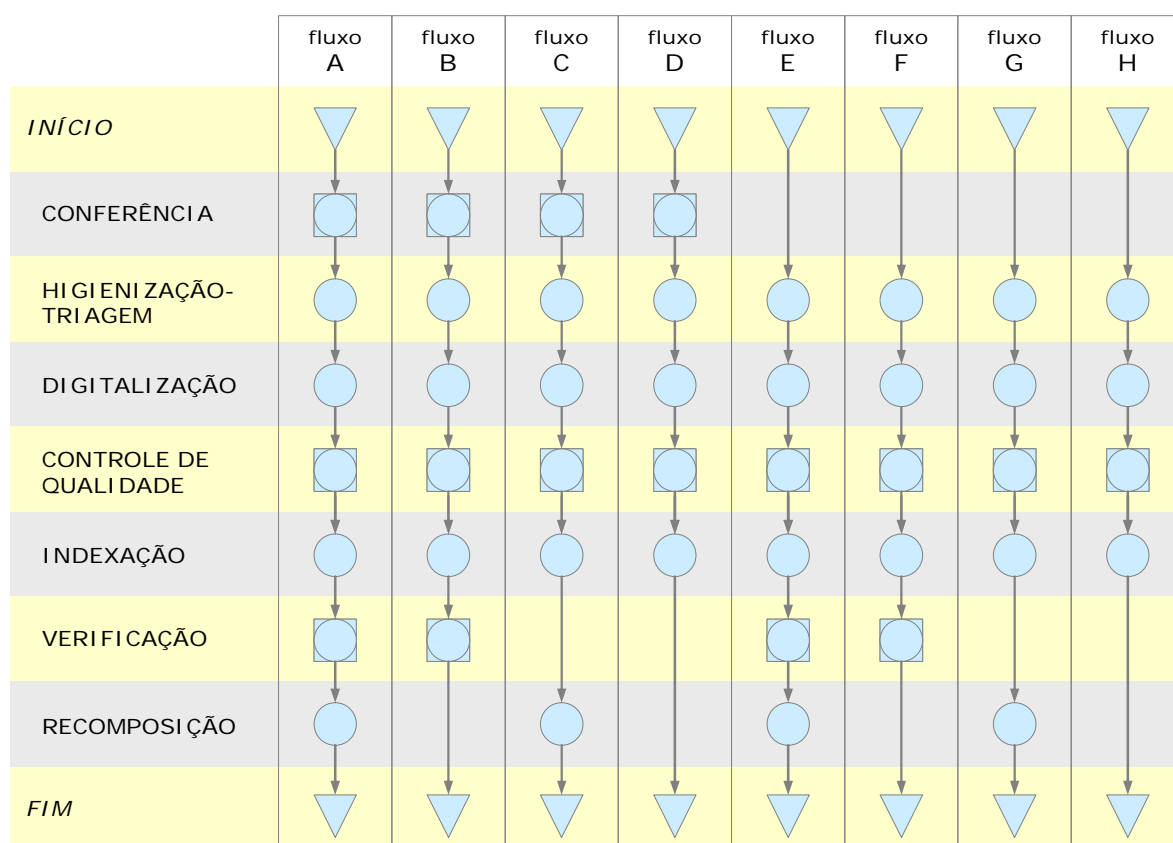 fluxo
A
fluxo
B
fluxo
C
fluxo
D
fluxo
E
fluxo
F
fluxo
G
fluxo
H
INÍCIO
CONFERÊNCIA
HIGIENIZAÇÃO-
TRIAGEM
DIGITALIZAÇÃO
CONTROLE DE
QUALIDADE
INDEXAÇÃO
VERIFICAÇÃO
RECOMPOSIÇÃO
FIM